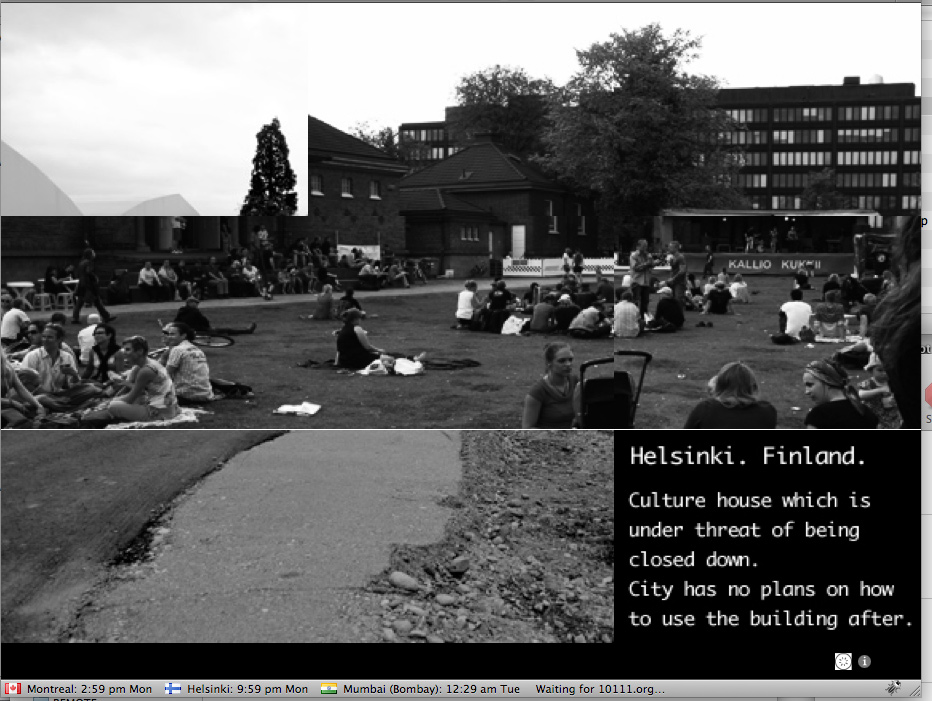 KALLIO KUKKII
Helsinki. Finland.
Culture house which is
under threat of being
closed down.
City has no plans on how
to use the building after.
Montreal: 2:59 pm Mon Helsinki: 9:59 pm Mon Mumbai (Bombay): 12:29 am Tue Waiting for 10111.org...